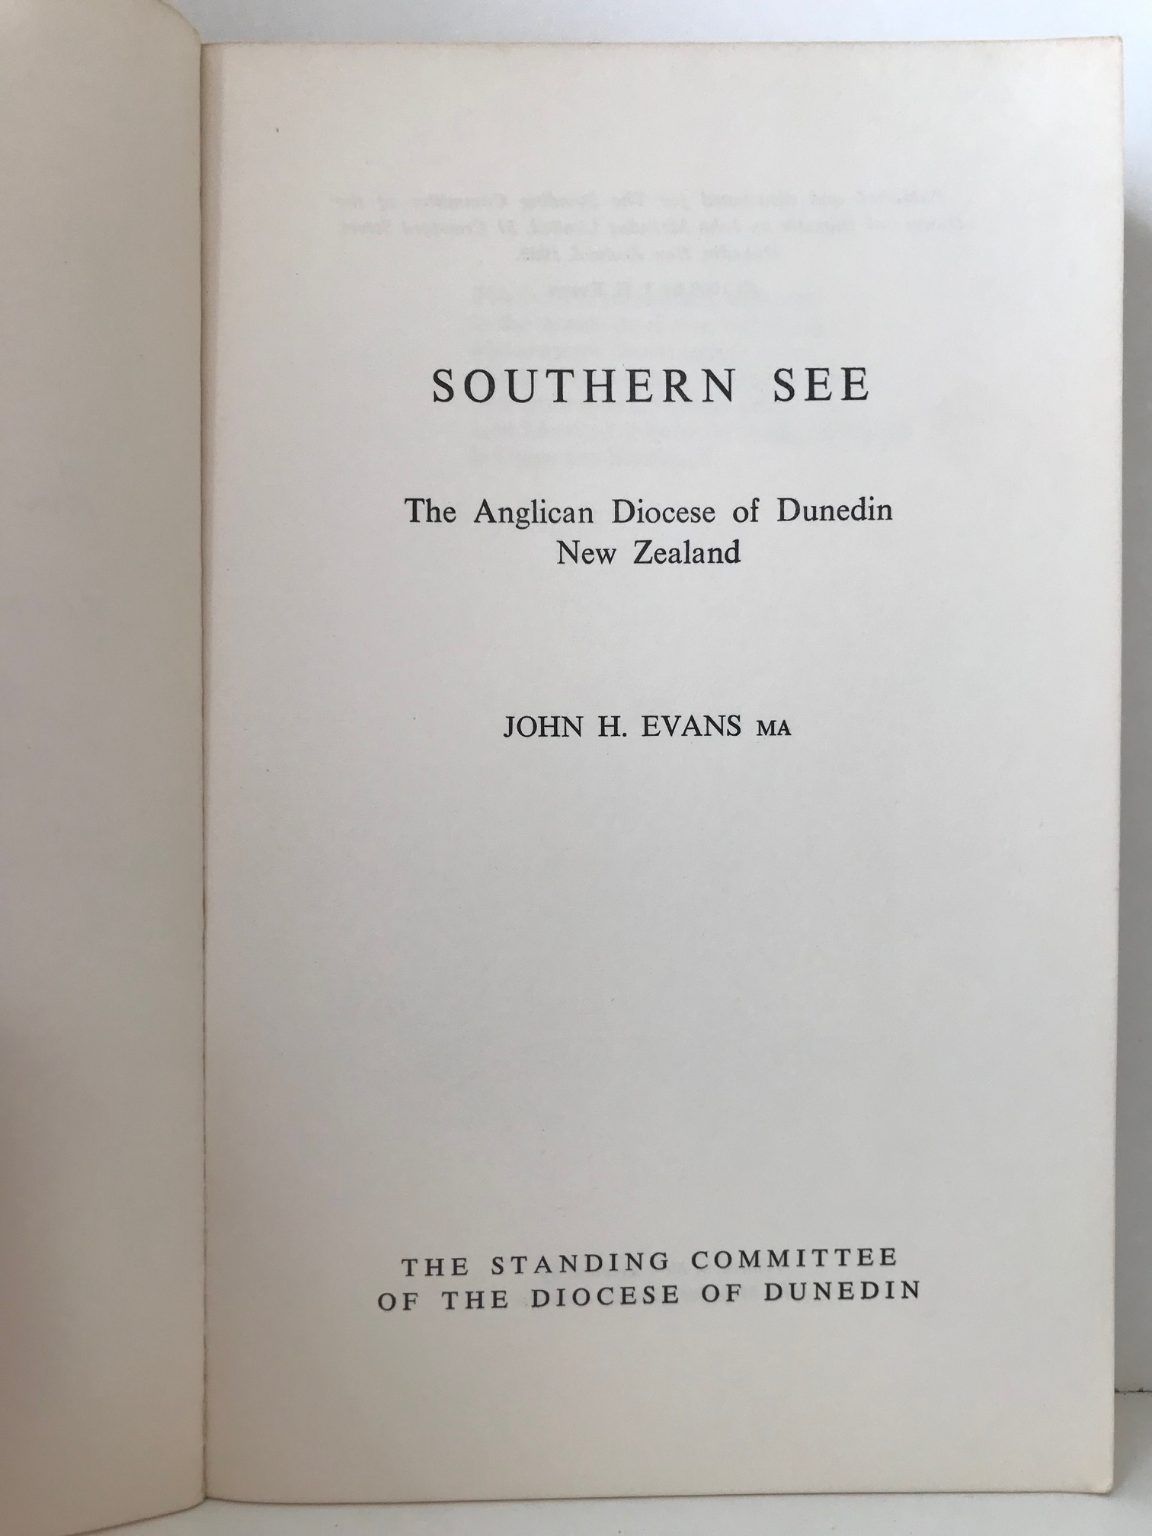 SOUTHERN SEE
The Anglican Diocese of Dunedin
New Zealand
JOHN H. EVANS MA
THE STANDING COMMITTEE
OF THE DIOCESE OF DUNEDIN